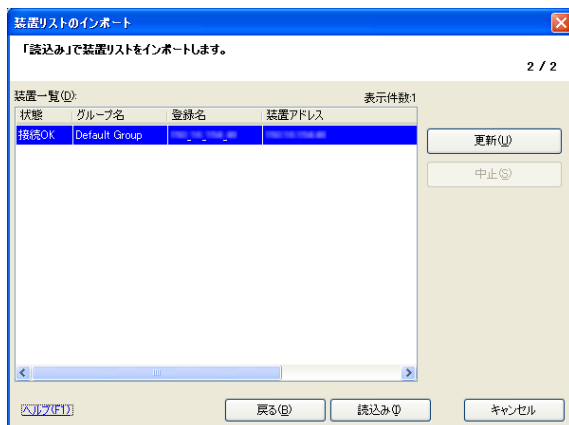 装置リストのインポート
「読込み」で装置リストをインポートします。
2 / 2
装置一覧(D): 表示件数:1
状態 グループ名 登録名 装置アドレス
接続OK Default Group
更新(U)
中止(S)
ヘルプ(F1) 戻る(B) 読込み(I) キャンセル